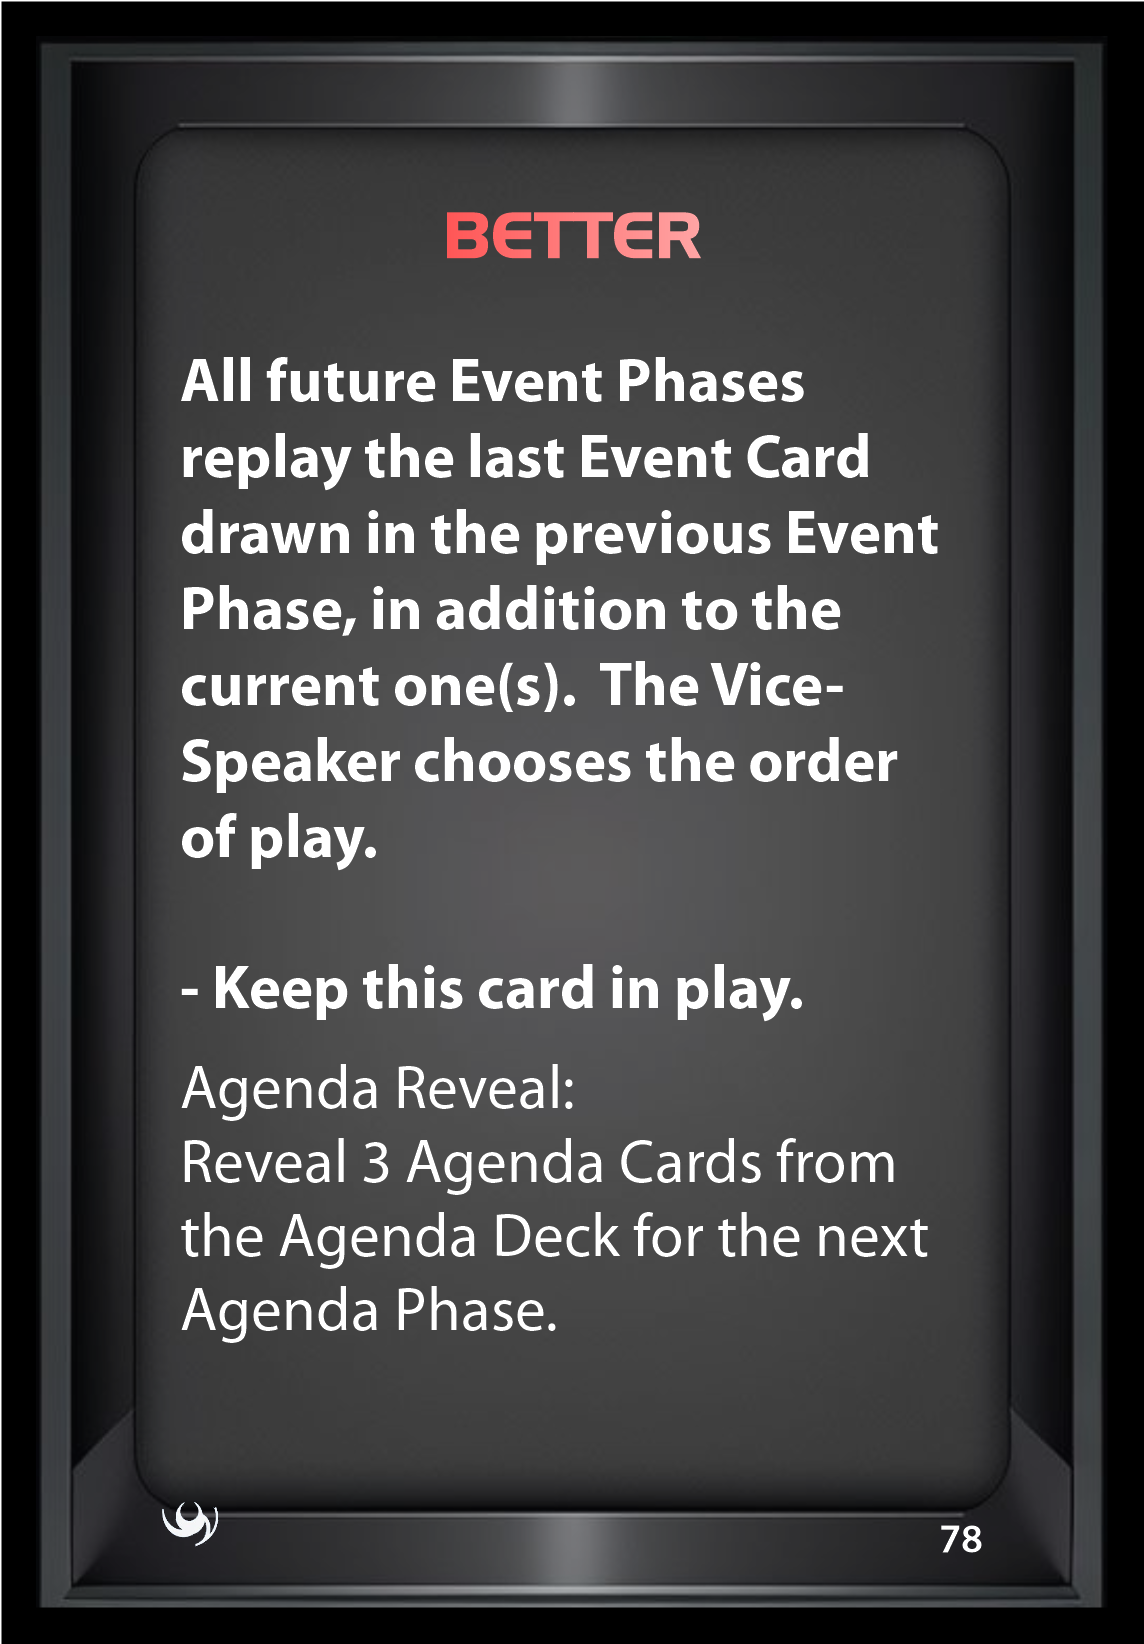 BETTER
All future Event Phases
replay the last Event Card
drawn in the previous Event
Phase, in addition to the
current one(s).  The Vice-
Speaker chooses the order
of play.
- Keep this card in play.
Agenda Reveal:
Reveal 3 Agenda Cards from
the Agenda Deck for the next
Agenda Phase.
78